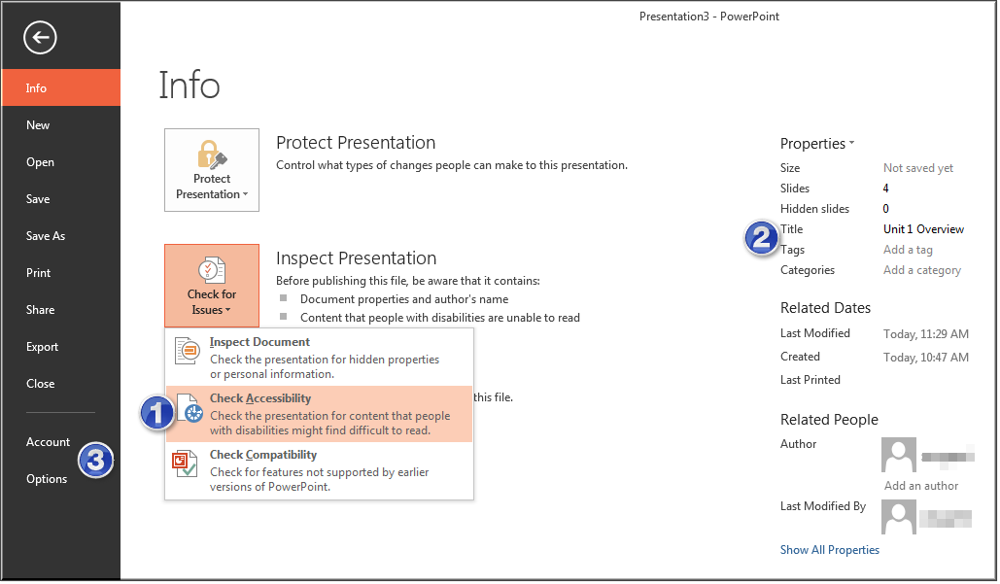 Presentation3 - PowerPoint
Info
New
Open
Save
Save As
Print
Share
Export
Close
Account
Options
Info
Protect
Presentation
Protect Presentation
Control what types of changes people can make to this presentation.
Check for
Issues
Inspect Presentation
Before publishing this file, be aware that it contains:
Document properties and author's name
Content that people with disabilities are unable to read
Inspect Document
Check the presentation for hidden properties
or personal information.
1
Check Accessibility
Check the presentation for content that people
with disabilities might find difficult to read.
this file.
Check Compatibility
Check for features not supported by earlier
versions of PowerPoint.
3
Properties
Size Not saved yet
Slides 4
Hidden slides 0
2
Title Unit 1 Overview
Tags Add a tag
Categories Add a category
Related Dates
Last Modified Today, 11:29 AM
Created Today, 10:47 AM
Last Printed
Related People
Author
Add an author
Last Modified By
Show All Properties